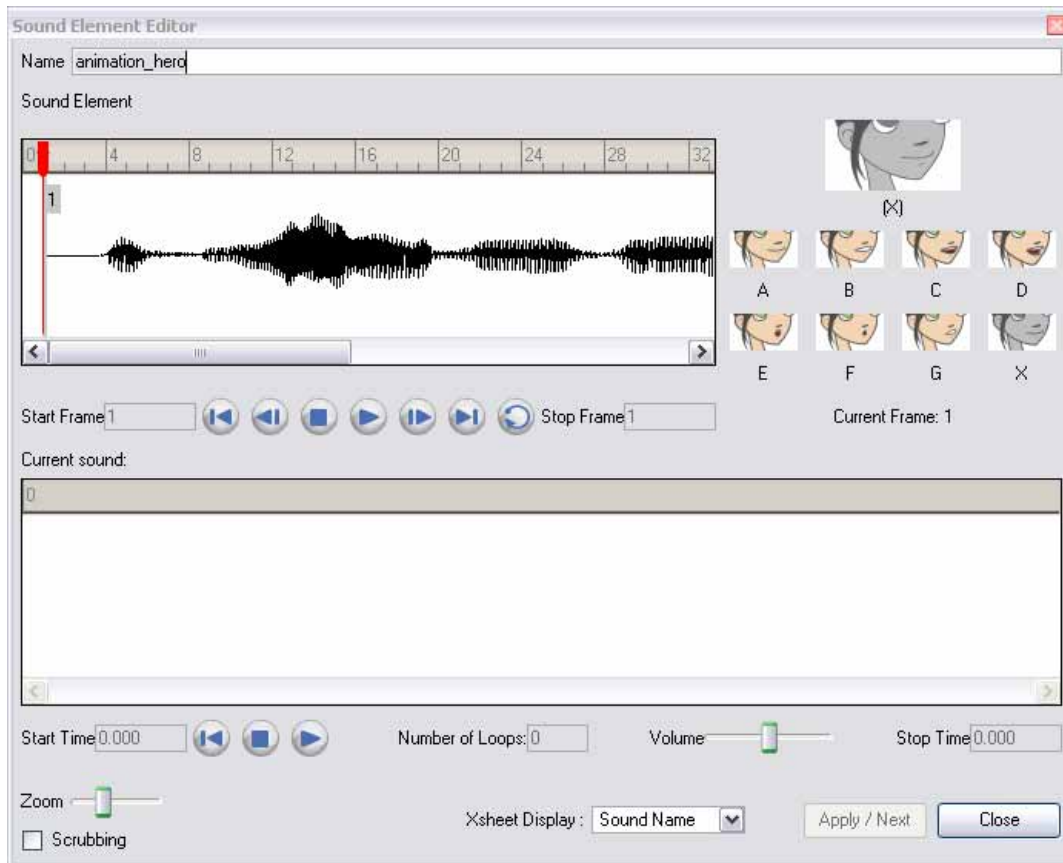 Sound Element Editor
Name animation_hero
Sound Element
0 4 8 12 16 20 24 28 32
1
(X)
A B C D
E F G X
Start Frame 1 Stop Frame 1 Current Frame: 1
Current sound:
0
Start Time 0.000 Number of Loops: 0 Volume Stop Time 0.000
Zoom
Xsheet Display : Sound Name Apply / Next Close
Scrubbing